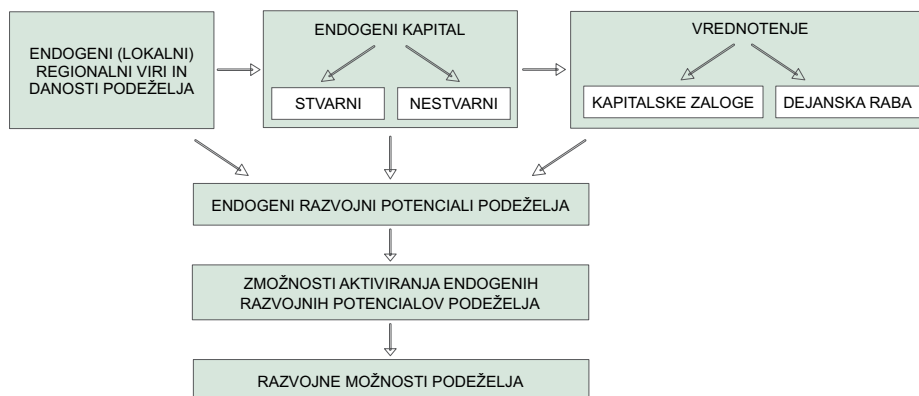 ENDOGENI (LOKALNI)
REGIONALNI VIRI IN
DANOSTI PODEŽELJA
ENDOGENI KAPITAL
STVARNI
NESTVARNI
VREDNOTENJE
KAPITALSKE ZALOGE
DEJANSKA RABA
ENDOGENI RAZVOJNI POTENCIALI PODEŽELJA
ZMOŽNOSTI AKTIVIRANJA ENDOGENIH
RAZVOJNIH POTENCIALOV PODEŽELJA
RAZVOJNE MOŽNOSTI PODEŽELJA